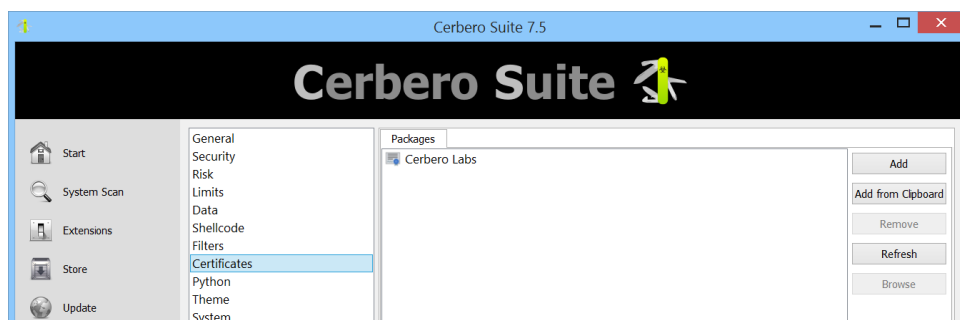 Cerbero Suite 7.5
Cerbero Suite
Start
System Scan
Extensions
Store
Update
General
Security
Risk
Limits
Data
Shellcode
Filters
Certificates
Python
Theme
System
Packages
Cerbero Labs
Add
Add from Clipboard
Remove
Refresh
Browse